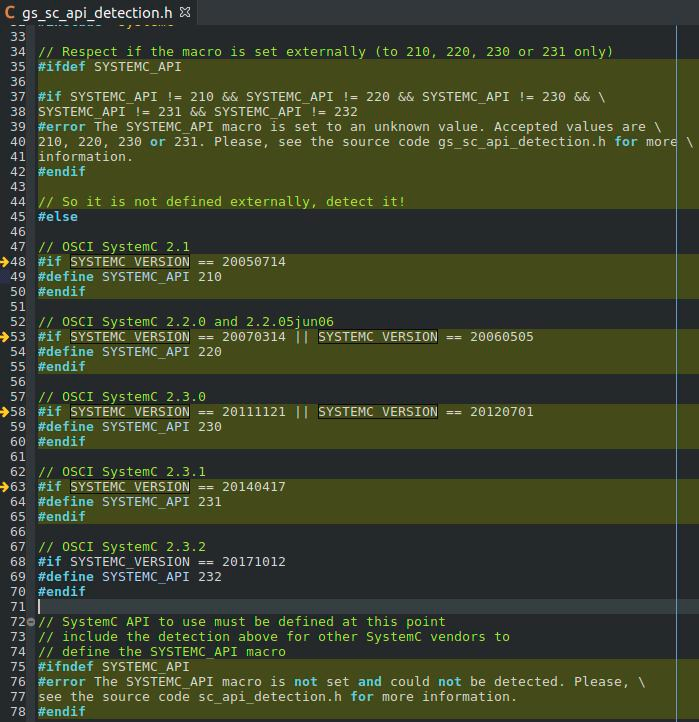 gs_sc_api_detection.h
33
34 // Respect if the macro is set externally (to 210, 220, 230 or 231 only)
35 #ifdef SYSTEMC_API
36
37 #if SYSTEMC_API != 210 && SYSTEMC_API != 220 && SYSTEMC_API != 230 && \
38 SYSTEMC_API != 231 && SYSTEMC_API != 232
39 #error The SYSTEMC_API macro is set to an unknown value. Accepted values are \
40 210, 220, 230 or 231. Please, see the source code gs_sc_api_detection.h for more \
41 information.
42 #endif
43
44 // So it is not defined externally, detect it!
45 #else
46
47 // OSCI SystemC 2.1
48 #if SYSTEMC_VERSION == 20050714
49 #define SYSTEMC_API 210
50 #endif
51
52 // OSCI SystemC 2.2.0 and 2.2.05jun06
53 #if SYSTEMC_VERSION == 20070314 || SYSTEMC_VERSION == 20060505
54 #define SYSTEMC_API 220
55 #endif
56
57 // OSCI SystemC 2.3.0
58 #if SYSTEMC_VERSION == 20111121 || SYSTEMC_VERSION == 20120701
59 #define SYSTEMC_API 230
60 #endif
61
62 // OSCI SystemC 2.3.1
63 #if SYSTEMC_VERSION == 20140417
64 #define SYSTEMC_API 231
65 #endif
66
67 // OSCI SystemC 2.3.2
68 #if SYSTEMC_VERSION == 20171012
69 #define SYSTEMC_API 232
70 #endif
71
72 // SystemC API to use must be defined at this point
73 // include the detection above for other SystemC vendors to
74 // define the SYSTEMC_API macro
75 #ifndef SYSTEMC_API
76 #error The SYSTEMC_API macro is not set and could not be detected. Please, \
77 see the source code sc_api_detection.h for more information.
78 #endif